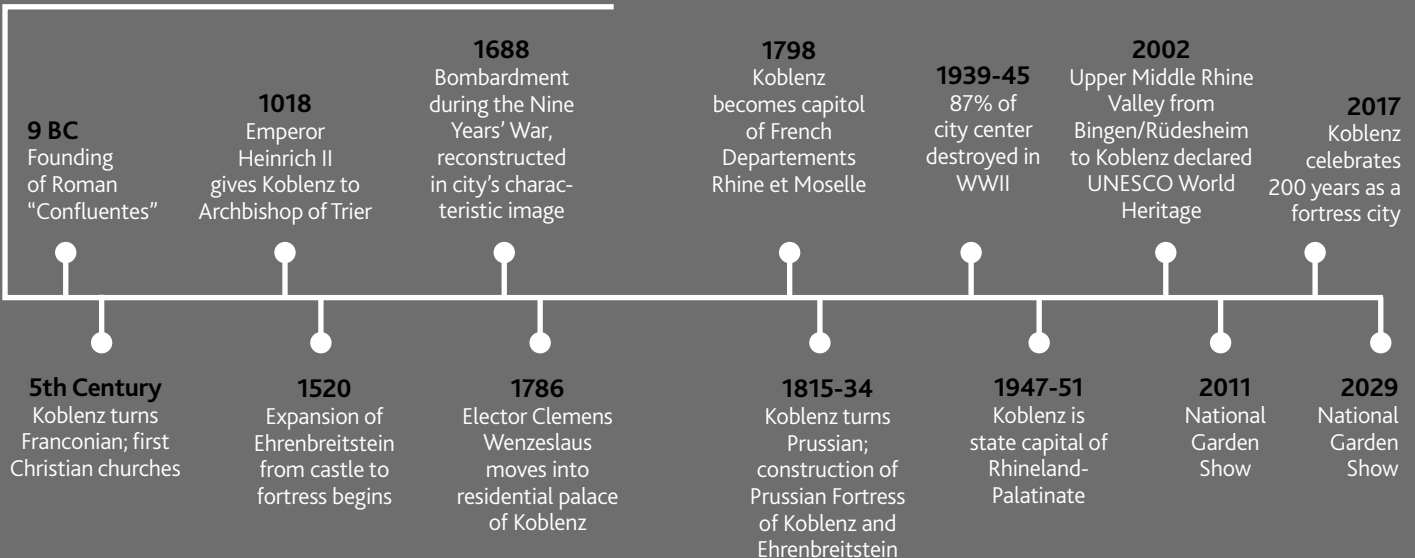 9 BC
Founding
of Roman
“Confluentes”
5th Century
Koblenz turns
Franconian; first
Christian churches
1018
Emperor
Heinrich II
gives Koblenz to
Archbishop of Trier
1520
Expansion of
Ehrenbreitstein
from castle to
fortress begins
1688
Bombardment
during the Nine
Years’ War,
reconstructed
in city’s charac-
teristic image
1786
Elector Clemens
Wenzeslaus
moves into
residential palace
of Koblenz
1798
Koblenz
becomes capitol
of French
Departements
Rhine et Moselle
1815-34
Koblenz turns
Prussian;
construction of
Prussian Fortress
of Koblenz and
Ehrenbreitstein
1939-45
87% of
city center
destroyed in
WWII
1947-51
Koblenz is
state capital of
Rhineland-
Palatinate
2002
Upper Middle Rhine
Valley from
Bingen/Rüdesheim
to Koblenz declared
UNESCO World
Heritage
2011
National
Garden
Show
2017
Koblenz
celebrates
200 years as a
fortress city
2029
National
Garden
Show